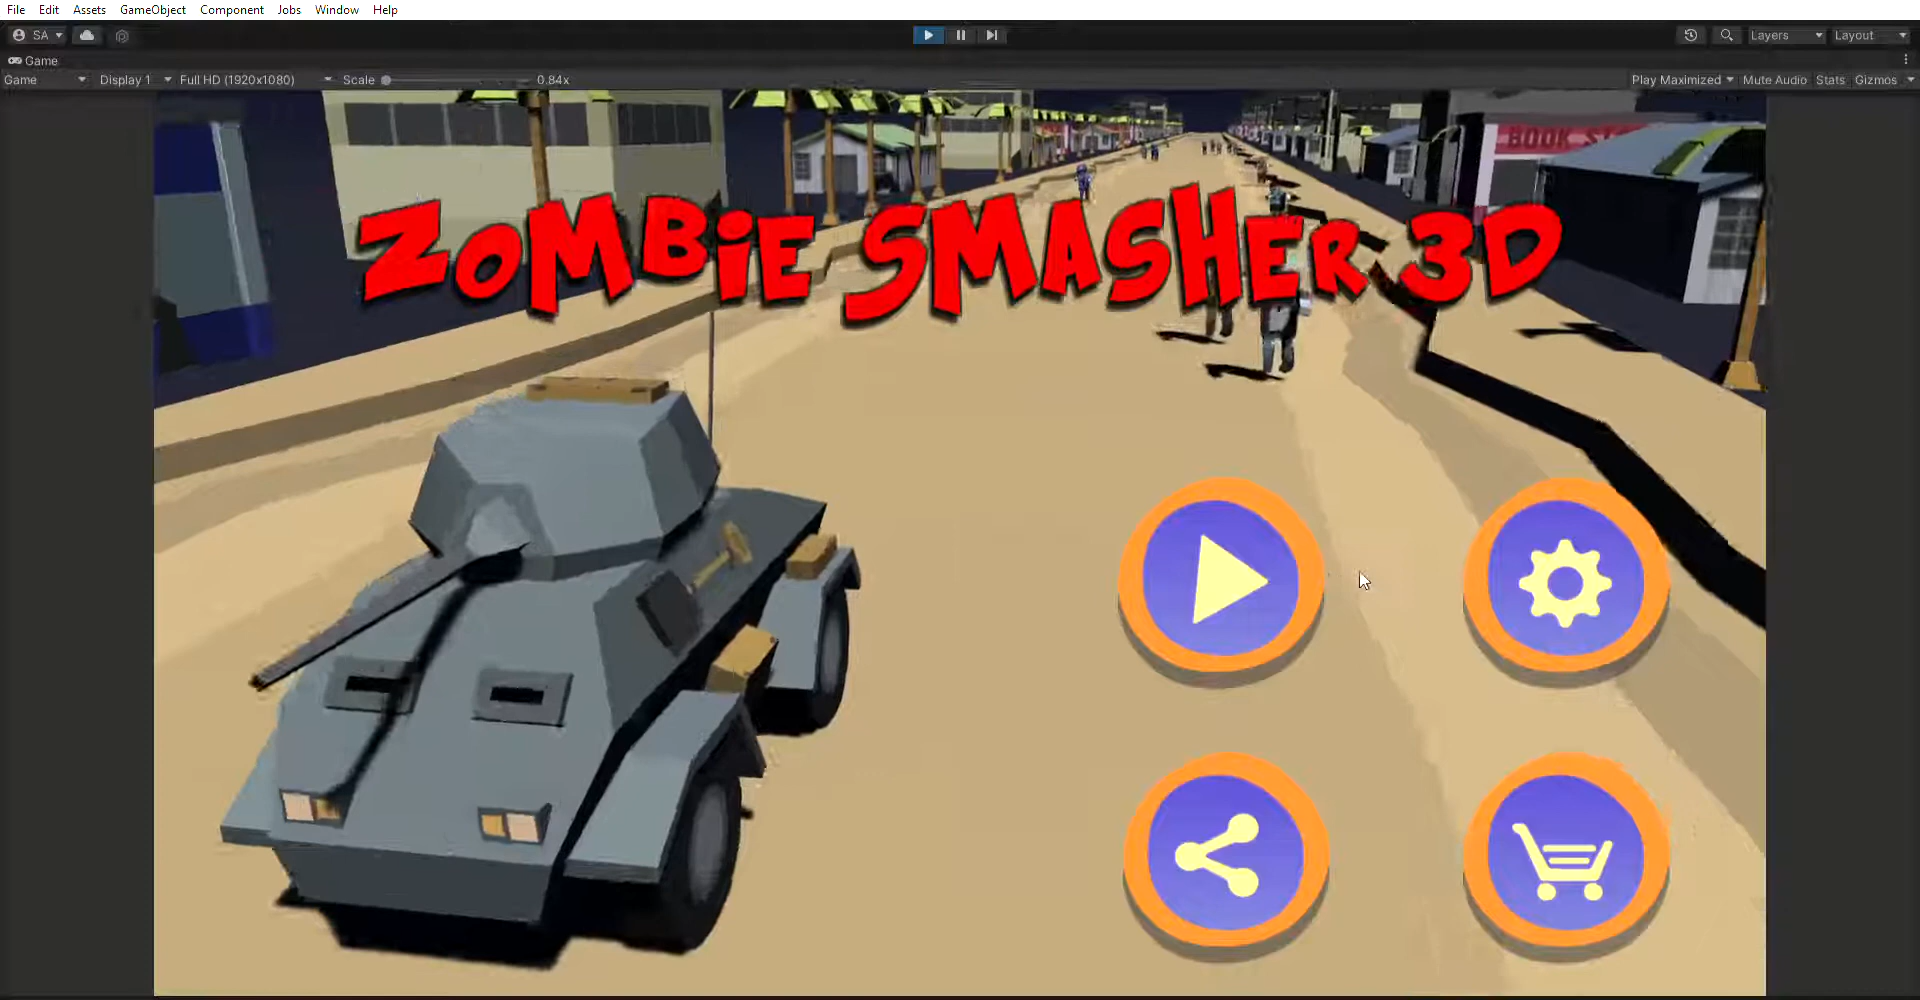 File Edit Assets GameObject Component Jobs Window Help
SA Layers Layout
Game
Game Display 1 Full HD (1920x1080) Scale 0.84x Play Maximized Mute Audio Stats Gizmos
BOOK
ZOMBiE SMASHER 3D